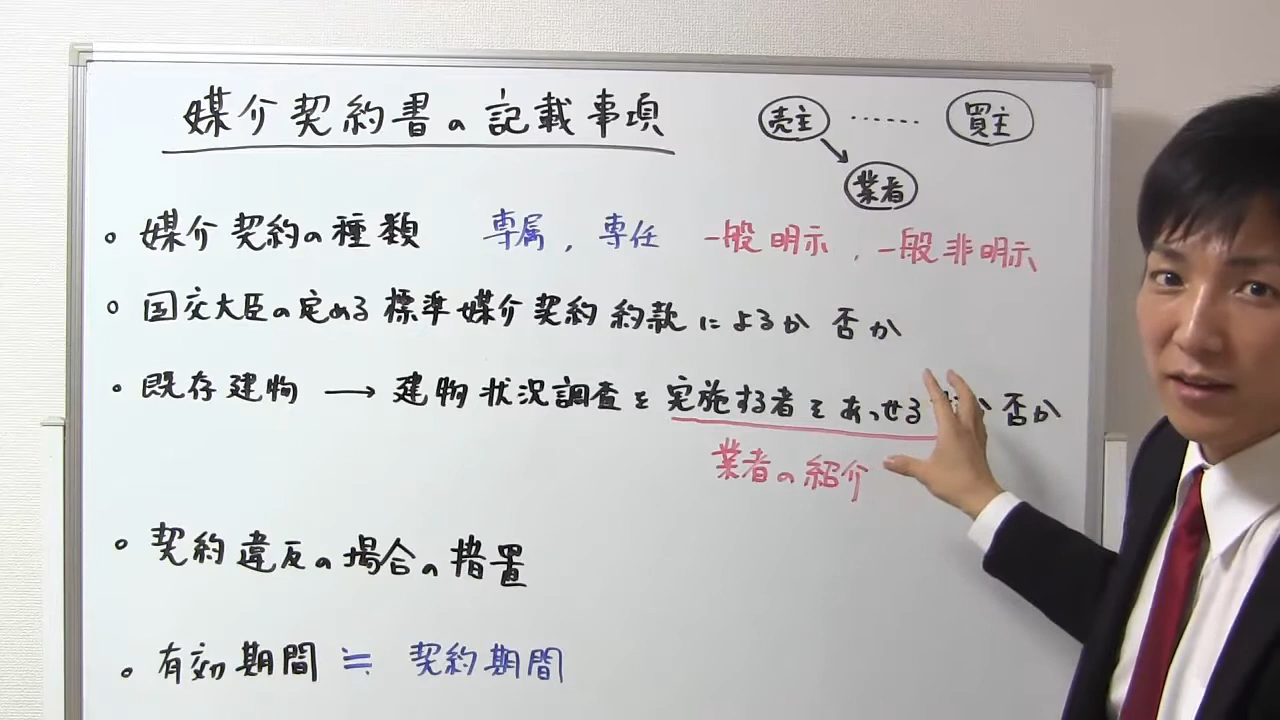 媒介契約書の記載事項
売主 ...... 買主
業者
• 媒介契約の種類 専属, 専任 一般明示, 一般非明示
• 国交大臣の定める標準媒介契約約款によるか否か
• 既存建物 → 建物状況調査を実施する者をあっせる か否か
業者の紹介
• 契約違反の場合の措置
• 有効期間 ≒ 契約期間